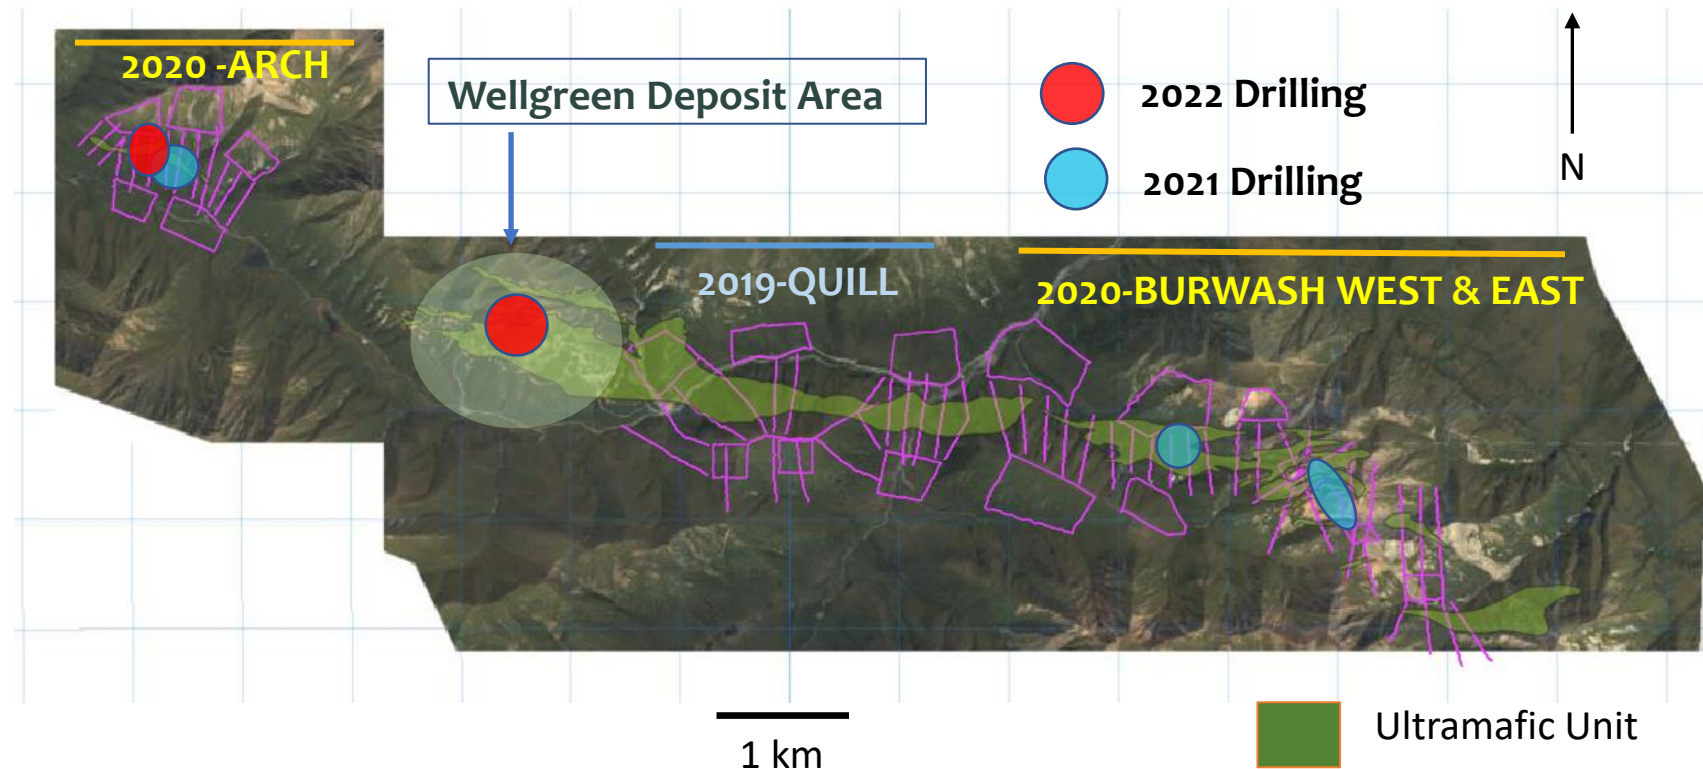 2020 -ARCH
Wellgreen Deposit Area
2022 Drilling
2021 Drilling
N
2019-QUILL
2020-BURWASH WEST & EAST
1 km
Ultramafic Unit